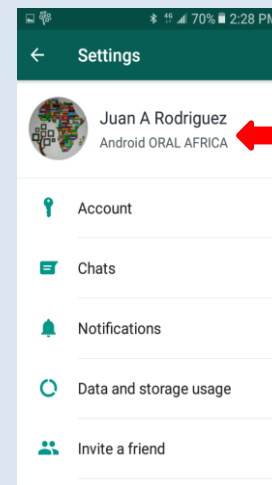 70% 2:28 PM
Settings
Juan A Rodriguez
Android ORAL AFRICA
Account
Chats
Notifications
Data and storage usage
Invite a friend